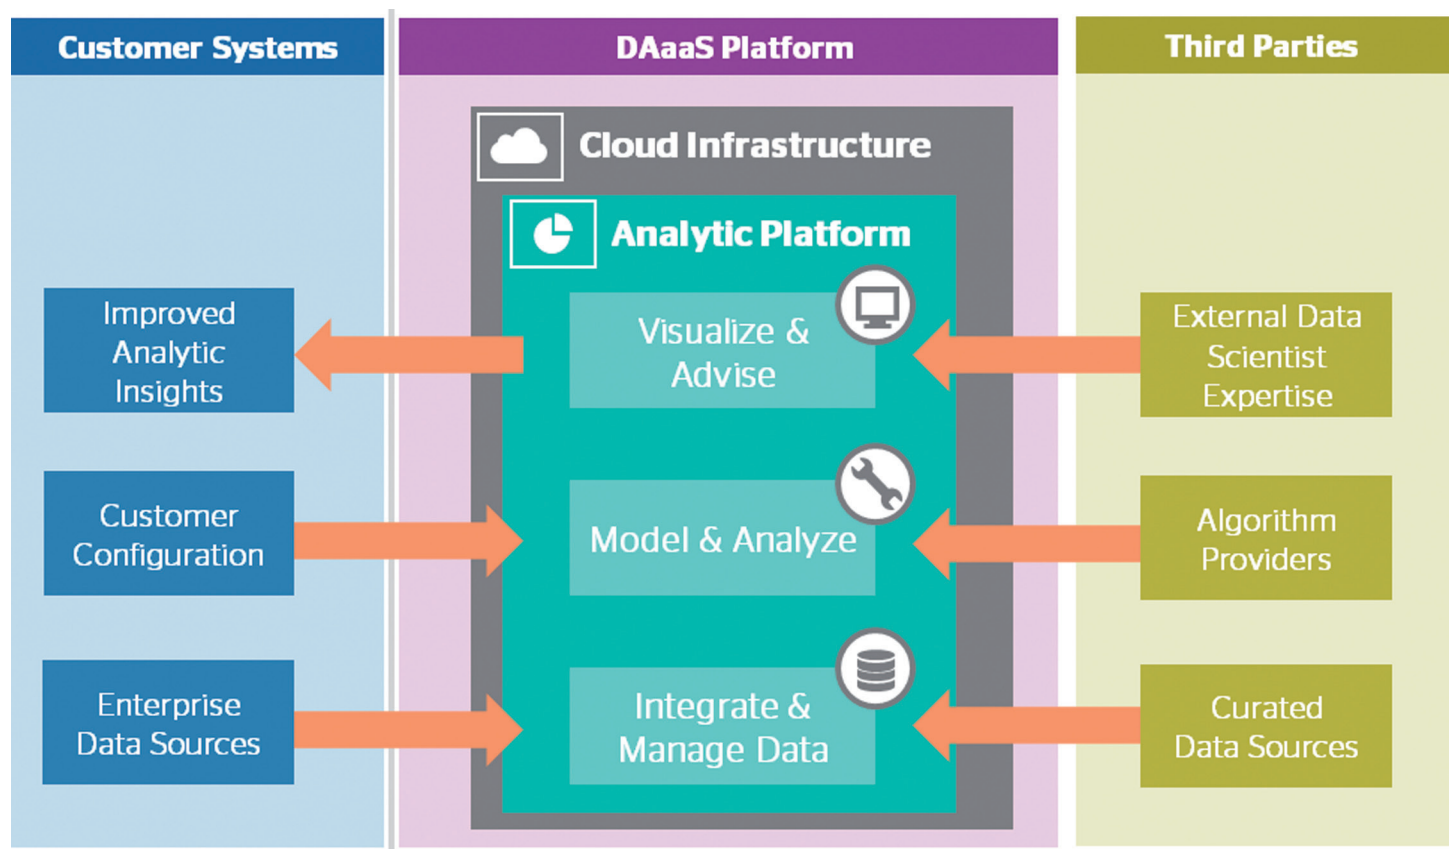 Customer Systems
DAaaS Platform
Third Parties
Cloud Infrastructure
Analytic Platform
Improved
Analytic
Insights
Visualize &
Advise
External Data
Scientist
Expertise
Customer
Configuration
Model & Analyze
Algorithm
Providers
Enterprise
Data Sources
Integrate &
Manage Data
Curated
Data Sources